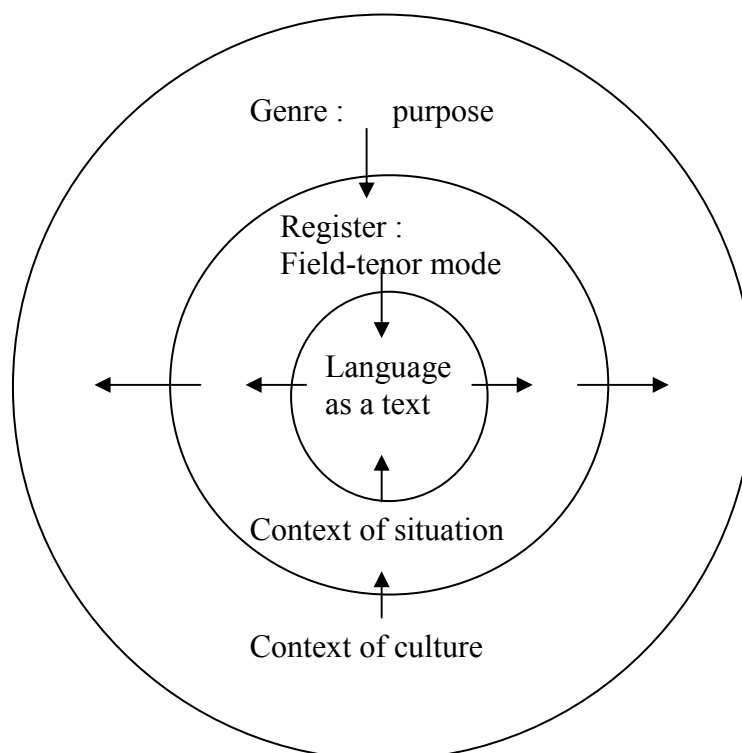 Genre : purpose
Register :
Field-tenor mode
Language
as a text
Context of situation
Context of culture